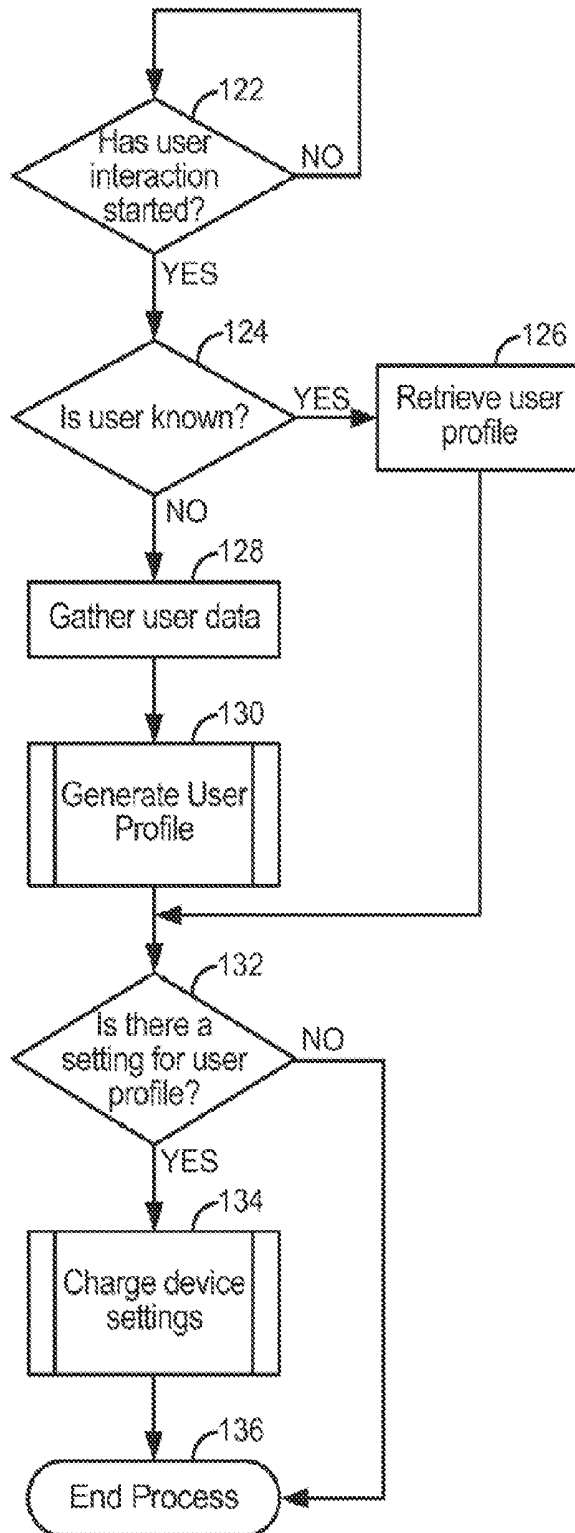 122
Has user
interaction
started?
NO
YES
124
Is user known?
YES
126
Retrieve user
profile
NO
128
Gather user data
130
Generate User
Profile
132
Is there a
setting for user
profile?
NO
YES
134
Charge device
settings
136
End Process